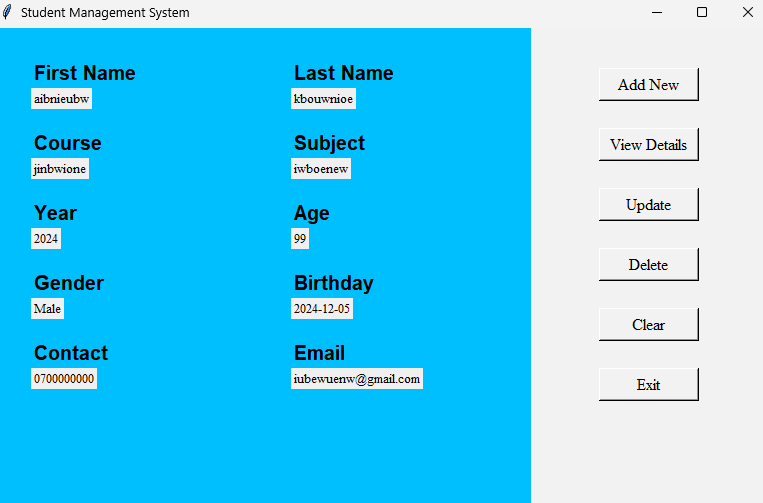 Student Management System
First Name
Last Name
aibnieubw
kbouwnioe
Course
Subject
jinbwione
iwboenew
Year
Age
2024
99
Gender
Birthday
Male
2024-12-05
Contact
Email
0700000000
iubewuenw@gmail.com
Add New
View Details
Update
Delete
Clear
Exit